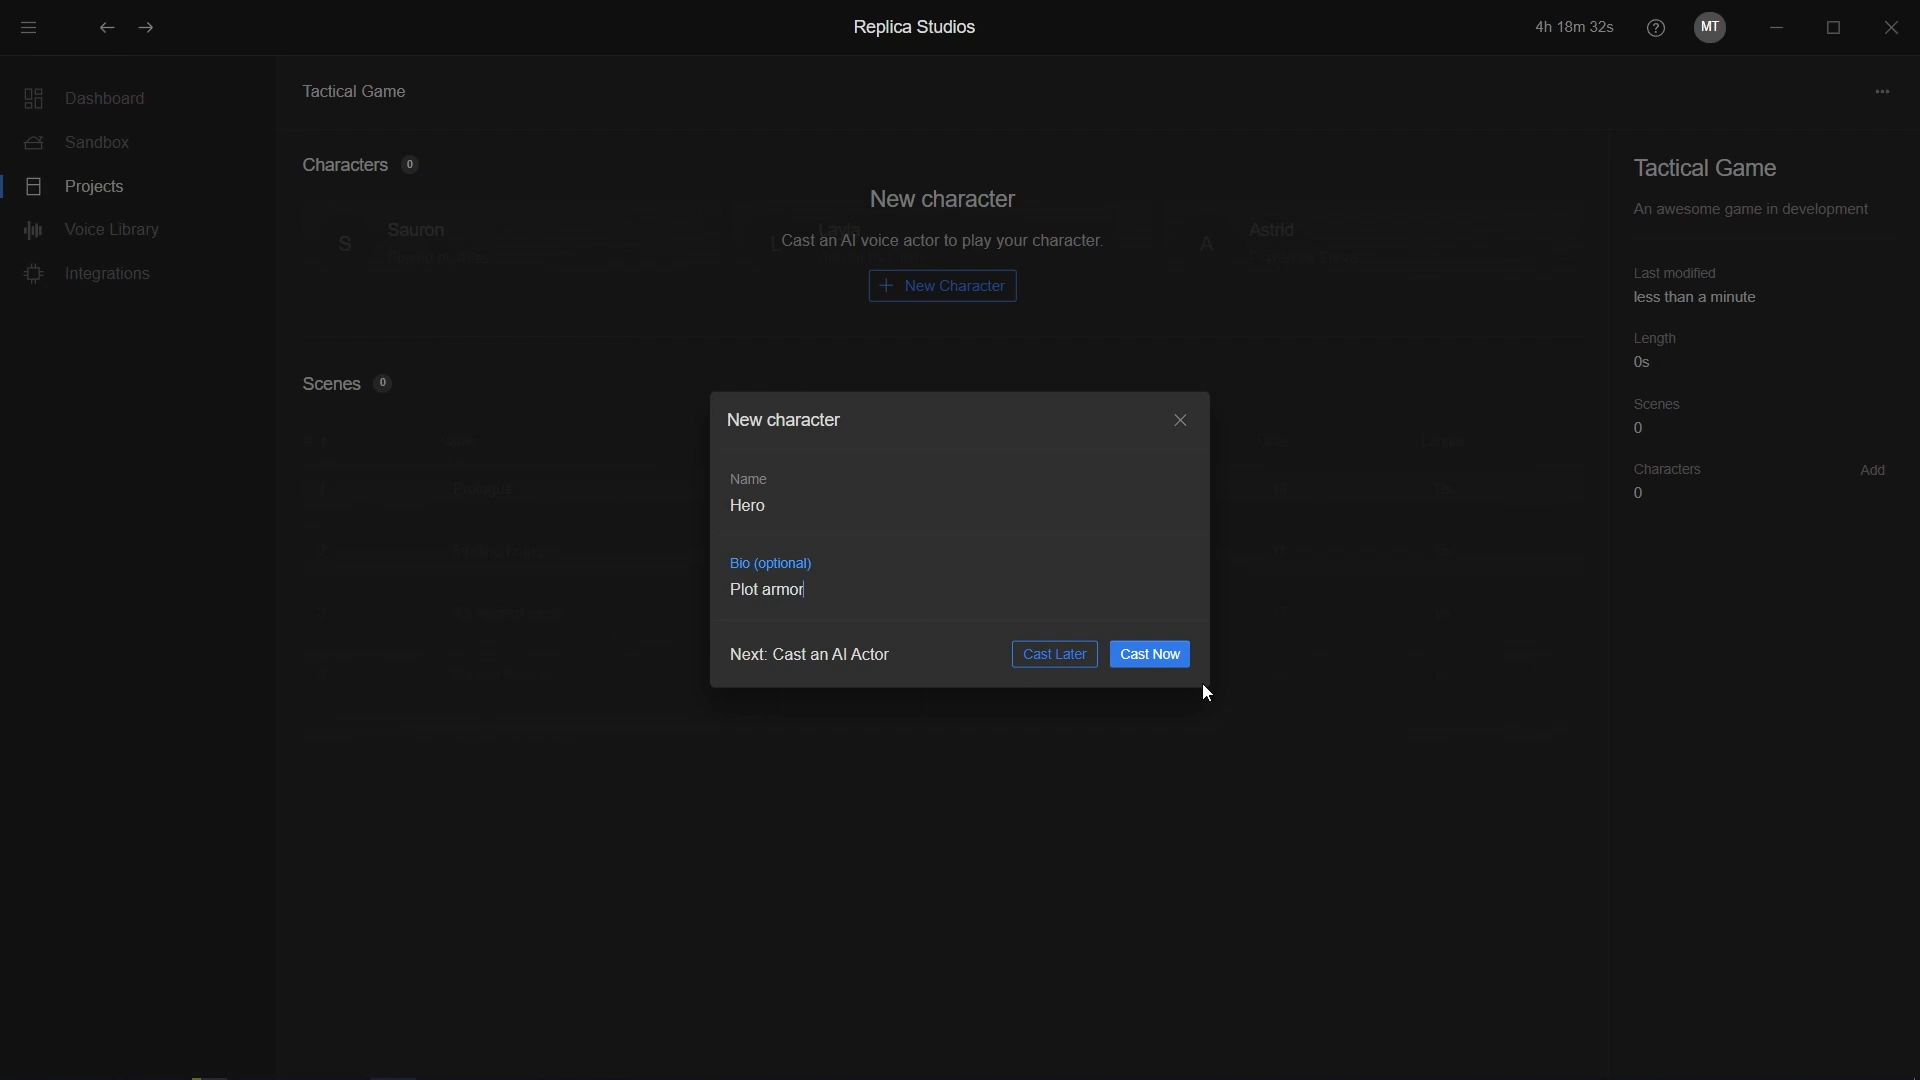 Replica Studios
4h 18m 32s
MT
Dashboard
Sandbox
Projects
Voice Library
Integrations
Tactical Game
Characters 0
New character
Cast an AI voice actor to play your character.
+ New Character
S
Sauron
L
Layla
A
Astrid
Scenes 0
Prologue
New character
Name
Hero
Bio (optional)
Plot armor
Next: Cast an AI Actor
Cast Later
Cast Now
Tactical Game
An awesome game in development
Last modified
less than a minute
Length
0s
Scenes
0
Characters
Add
0